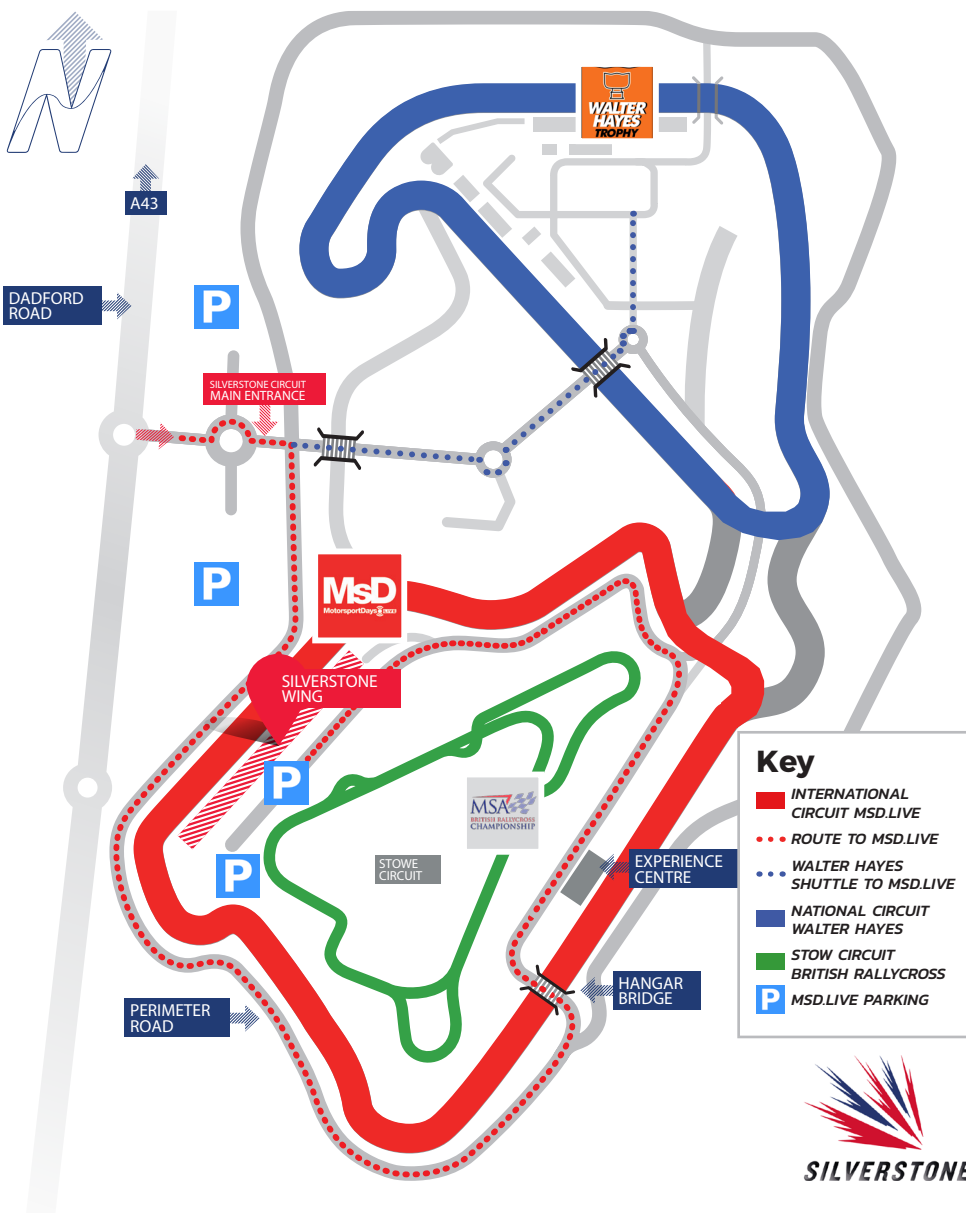 N
WALTER
HAYES
TROPHY
A43
DADFORD
ROAD
P
SILVERSTONE CIRCUIT
MAIN ENTRANCE
P
MsD
MotorsportDays LIVE
SILVERSTONE
WING
P
MSA
BRITISH RALLYCROSS
CHAMPIONSHIP
P
STOWE
CIRCUIT
EXPERIENCE
CENTRE
HANGAR
BRIDGE
PERIMETER
ROAD
Key
INTERNATIONAL
CIRCUIT MSD.LIVE
ROUTE TO MSD.LIVE
WALTER HAYES
SHUTTLE TO MSD.LIVE
NATIONAL CIRCUIT
WALTER HAYES
STOW CIRCUIT
BRITISH RALLYCROSS
P MSD.LIVE PARKING
SILVERSTONE